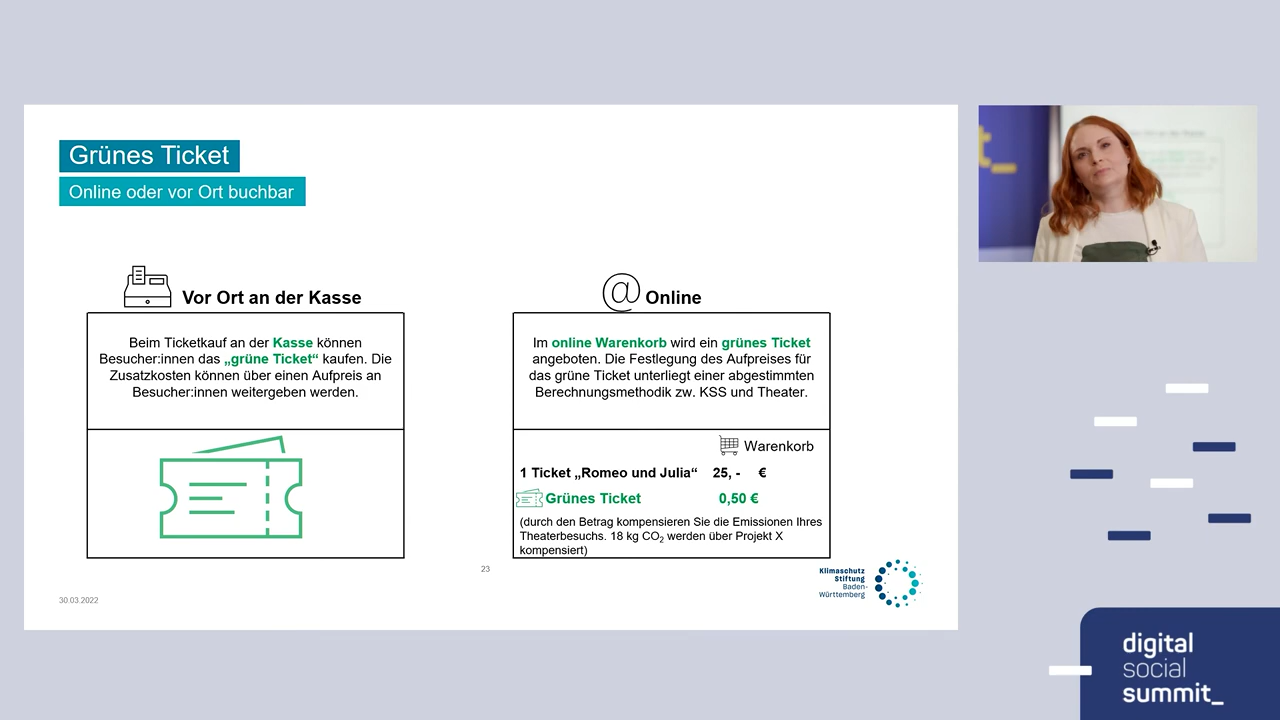 Grünes Ticket
Online oder vor Ort buchbar
Vor Ort an der Kasse
Beim Ticketkauf an der Kasse können
Besucher:innen das „grüne Ticket“ kaufen. Die
Zusatzkosten können über einen Aufpreis an
Besucher:innen weitergeben werden.
@ Online
Im online Warenkorb wird ein grünes Ticket
angeboten. Die Festlegung des Aufpreises für
das grüne Ticket unterliegt einer abgestimmten
Berechnungsmethodik zw. KSS und Theater.
Warenkorb
1 Ticket „Romeo und Julia“ 25, - €
Grünes Ticket 0,50 €
(durch den Betrag kompensieren Sie die Emissionen Ihres
Theaterbesuchs. 18 kg CO₂ werden über Projekt X
kompensiert)
23
30.03.2022
Klimaschutz
Stiftung
Baden-
Württemberg
t_
digital
social
summit_